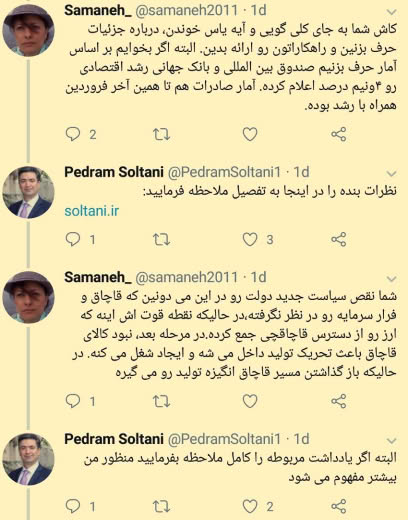 Samaneh_ @samaneh2011 · 1d
کاش شما به جای کلی گویی و آیه یاس خوندن، درباره جزئیات
حرف بزنین و راهکاراتون رو ارائه بدین. البته اگر بخوایم بر اساس
آمار حرف بزنیم صندوق بین المللی و بانک جهانی رشد اقتصادی
رو ۴ونیم درصد اعلام کرده. آمار صادرات هم تا همین آخر فروردین
همراه با رشد بوده.
2
Pedram Soltani @PedramSoltani1 · 1d
نظرات بنده را در اینجا به تفصیل ملاحظه فرمایید:
soltani.ir
1 3
Samaneh_ @samaneh2011 · 1d
شما نقص سیاست جدید دولت رو در این می دونین که قاچاق و
فرار سرمایه رو در نظر نگرفته،در حالیکه نقطه قوت اش اینه که
ارز رو از دسترس قاچاقچی جمع کرده.در مرحله بعد، نبود کالای
قاچاق باعث تحریک تولید داخل می شه و ایجاد شغل می کنه. در
حالیکه باز گذاشتن مسیر قاچاق انگیزه تولید رو می گیره
1
Pedram Soltani @PedramSoltani1 · 1d
البته اگر یادداشت مربوطه را کامل ملاحظه بفرمایید منظور من
بیشتر مفهوم می شود
1 2